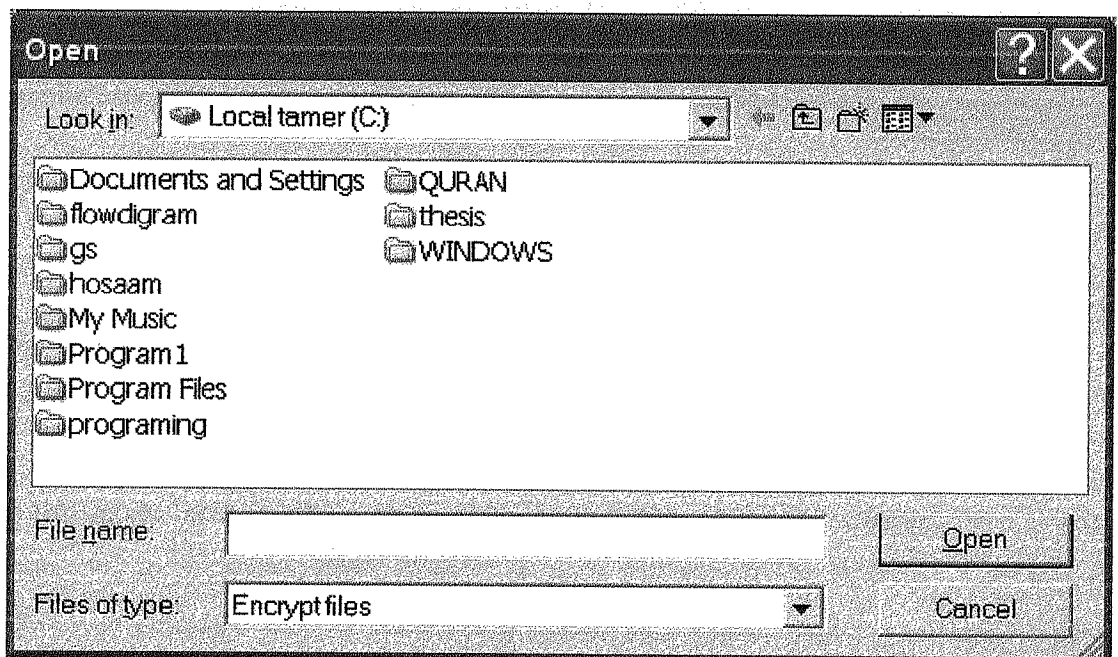 Open
Look in: Local tamer (C:)
Documents and Settings
flowdigram
gs
hosaam
My Music
Program1
Program Files
programing
QURAN
thesis
WINDOWS
File name:
Open
Files of type: Encrypt files
Cancel